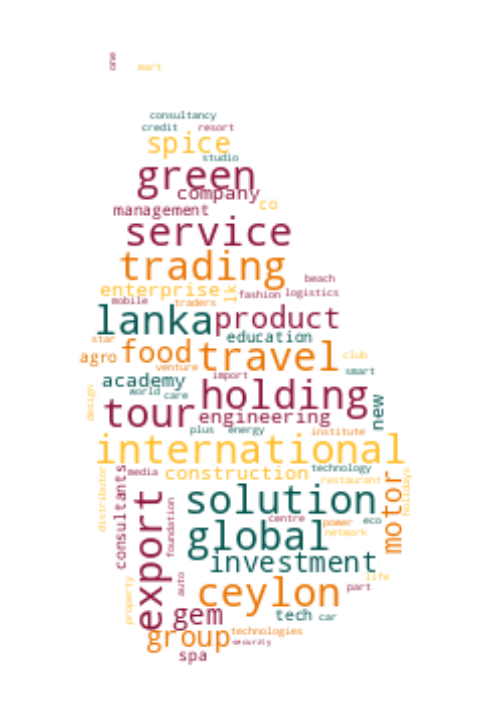 one
mart
consultancy
credit resort
spice
studio
green
company
co
management
service
trading
beach
enterprise lk fashion logistics
mobile traders
lanka product
star education
agro food travel club
venture
academy import smart
world care
design holding new
tour engineering
plus energy institute
international
consultants media construction technology
distributor restaurant holidays
export solution motor
foundation centre power eco
global network
investment
auto life
property ceylon part
gem tech car
group technologies
security
spa